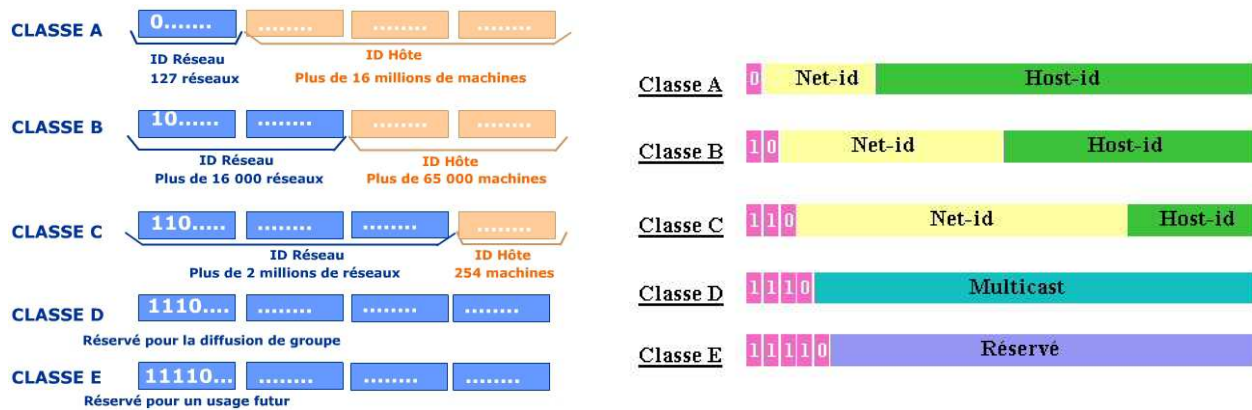 CLASSE A
0....... ........ ........ ........
ID Réseau
127 réseaux
ID Hôte
Plus de 16 millions de machines
CLASSE B
10...... ........ ........ ........
ID Réseau
Plus de 16 000 réseaux
ID Hôte
Plus de 65 000 machines
CLASSE C
110..... ........ ........ ........
ID Réseau
Plus de 2 millions de réseaux
ID Hôte
254 machines
CLASSE D
1110.... ........ ........ ........
Réservé pour la diffusion de groupe
CLASSE E
11110... ........ ........ ........
Réservé pour un usage futur
Classe A 0 Net-id Host-id
Classe B 1 0 Net-id Host-id
Classe C 1 1 0 Net-id Host-id
Classe D 1 1 1 0 Multicast
Classe E 1 1 1 1 0 Réservé